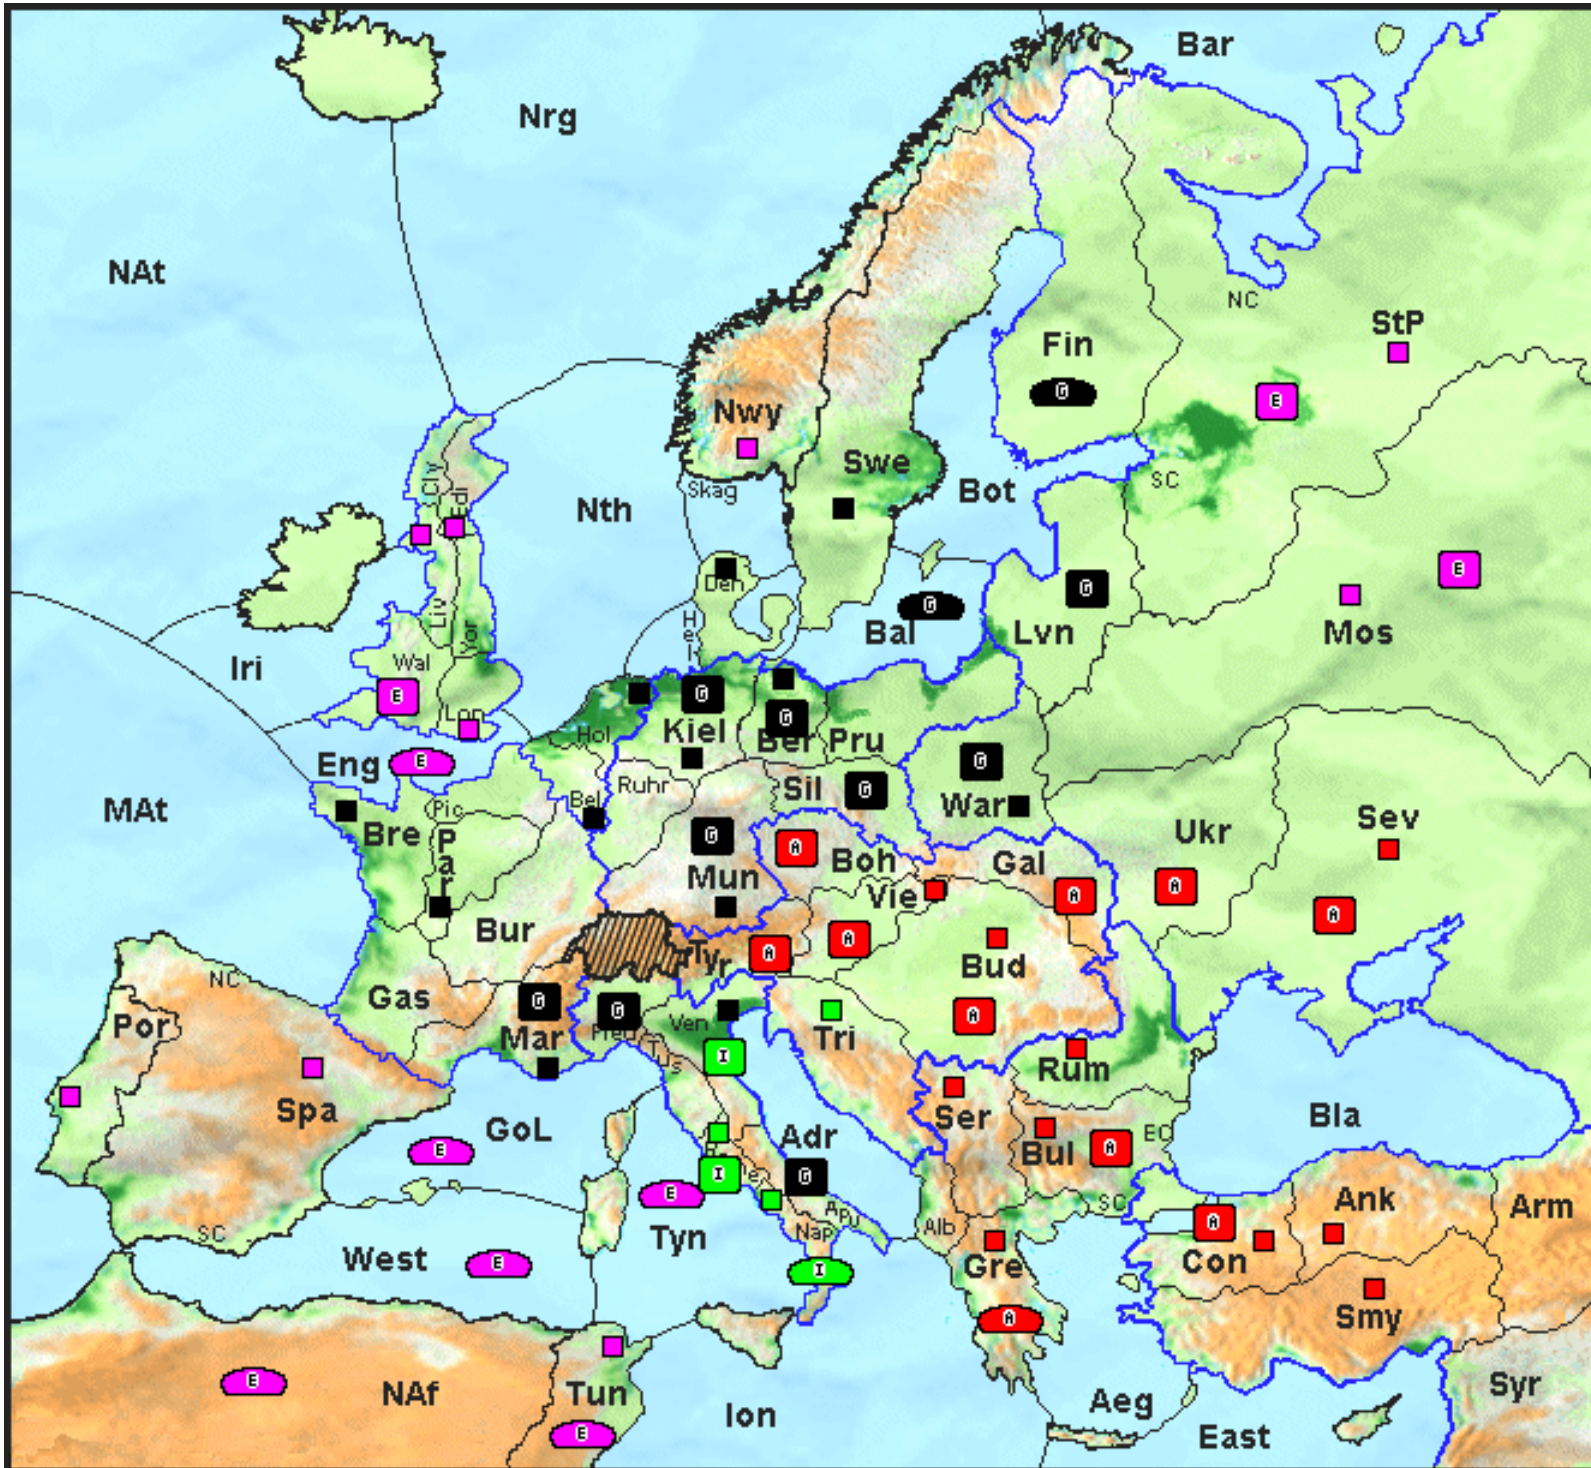 Bar
Nrg
NAt
NC
StP
Fin
G
E
Nwy
Swe
Cly
Edi
Skag
Bot
SC
Nth
E
Den
G
G
Bal
Lvn
Mos
Hel
Liv
Yor
Iri
Wal
E
G
Lon
Kiel
G
Ber
Pru
Hol
Eng
E
G
Ruhr
Sil
G
War
MAt
Bel
Pic
Bre
Par
Ukr
Sev
G
A
Boh
Gal
Mun
Vie
A
A
A
Bur
A
Tyr
A
Bud
NC
Gas
G
G
Por
Mar
Pied
Ven
Tri
A
Tus
I
Rum
Spa
Ser
GoL
Adr
Bla
E
Bul
A
EC
I
G
E
Ank
Arm
SC
Apu
Alb
SC
A
Tyn
Nap
West
Con
E
I
Gre
Smy
A
E
NAf
Tun
Syr
Ion
Aeg
E
East